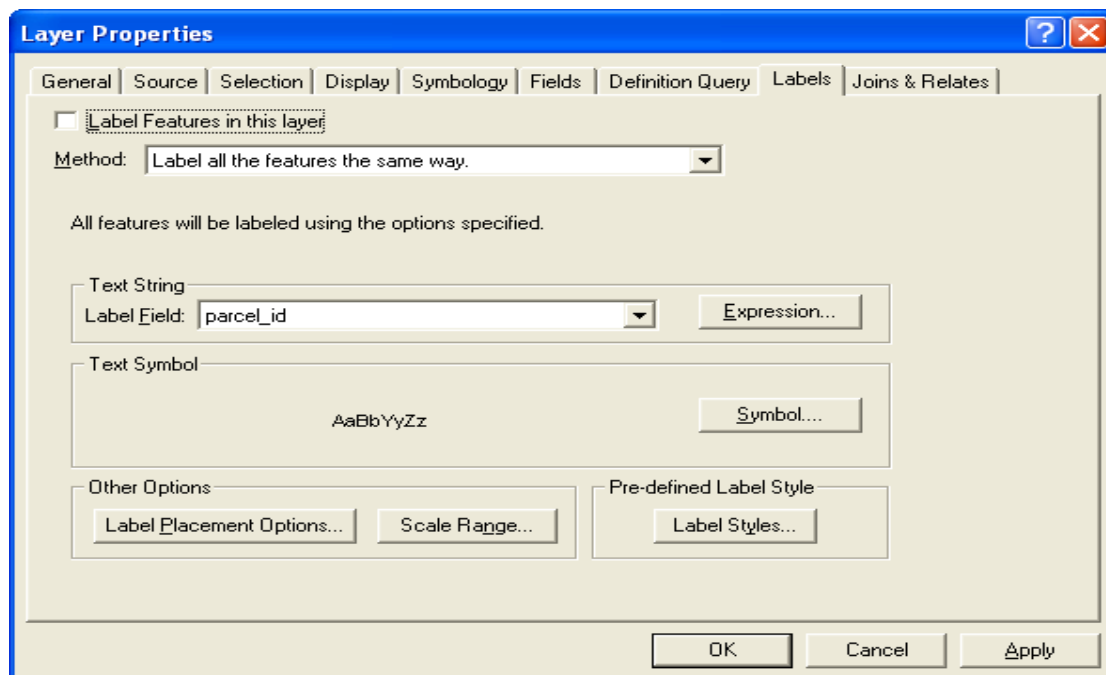 Layer Properties
General Source Selection Display Symbology Fields Definition Query Labels Joins & Relates
Label Features in this layer
Method: Label all the features the same way.
All features will be labeled using the options specified.
Text String
Label Field: parcel_id Expression...
Text Symbol
AaBbYyZz Symbol....
Other Options Pre-defined Label Style
Label Placement Options... Scale Range... Label Styles...
OK Cancel Apply